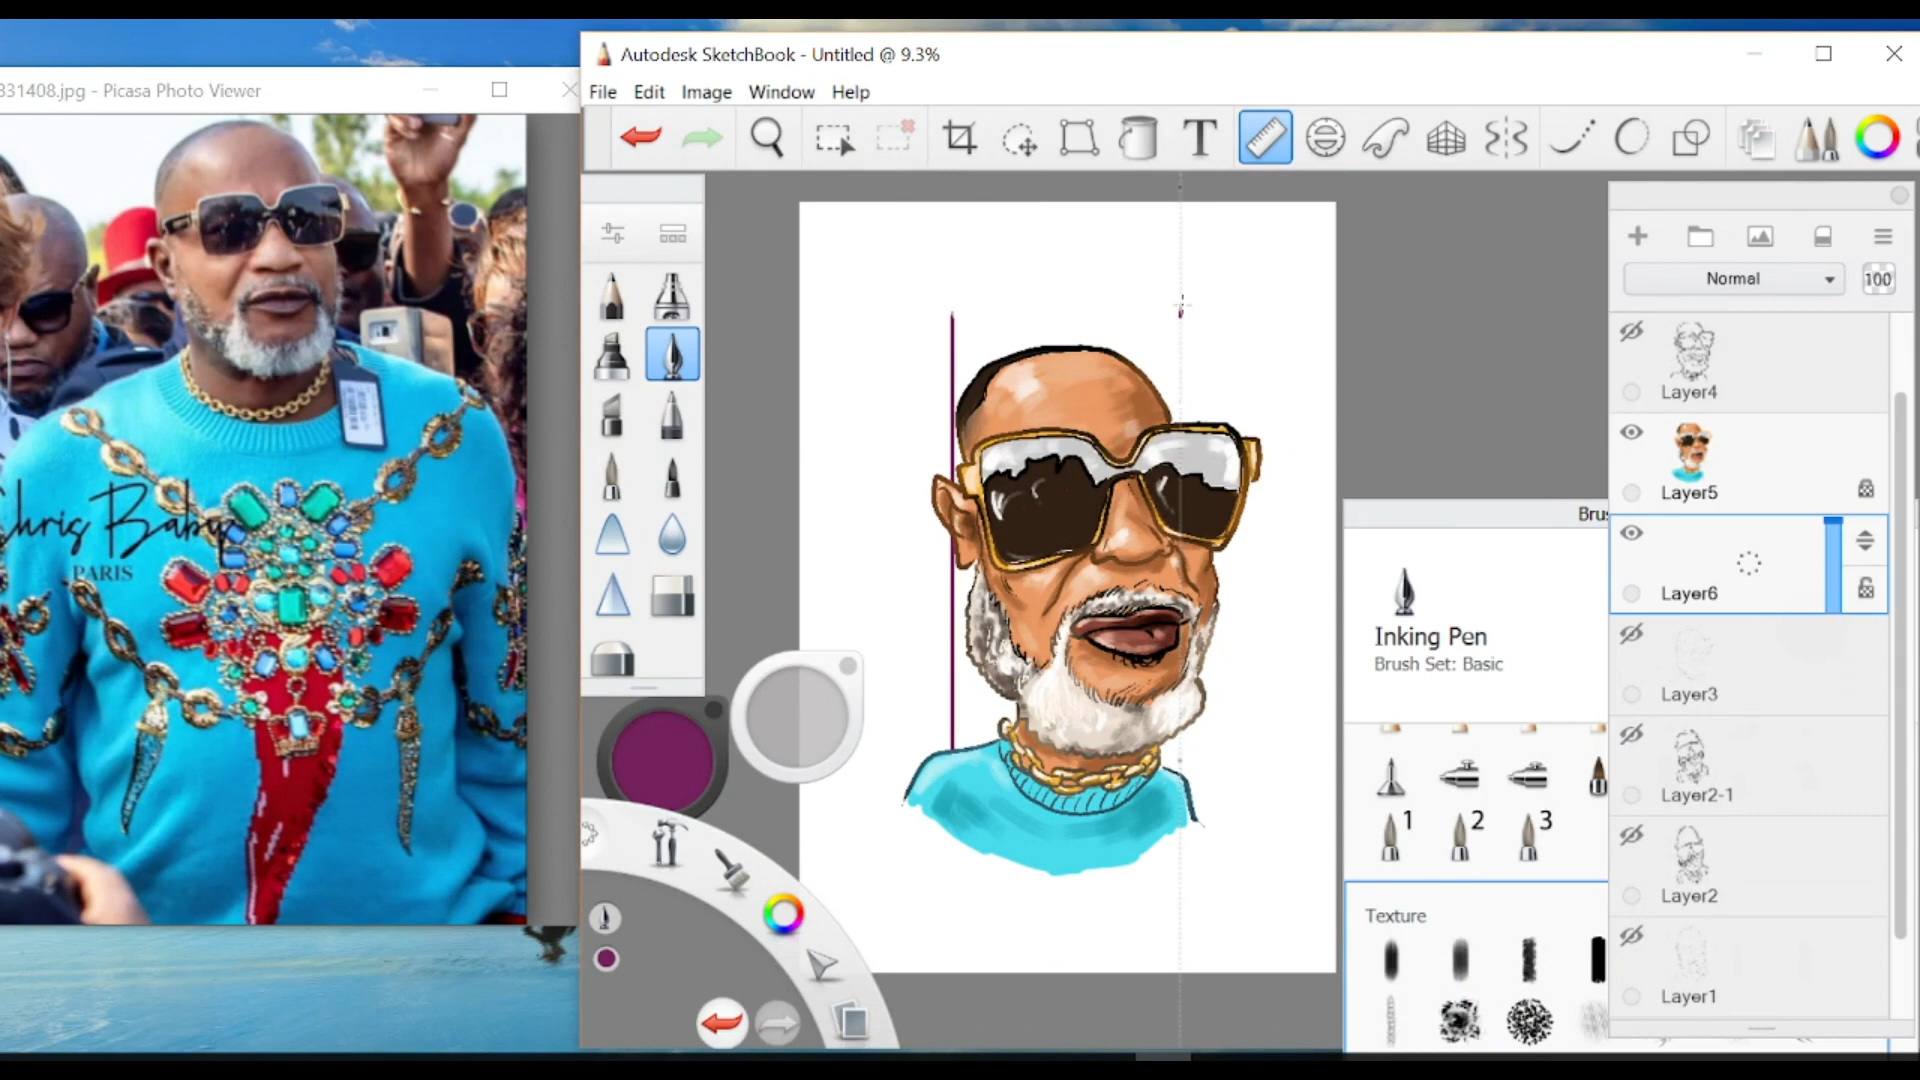 Autodesk SketchBook - Untitled @ 9.3%
331408.jpg - Picasa Photo Viewer
File Edit Image Window Help
T
Normal
100
Layer4
Layer5
Layer6
Layer3
Layer2-1
Layer2
Layer1
Brus
Inking Pen
Brush Set: Basic
1 2 3
Texture
Chris Baby
PARIS